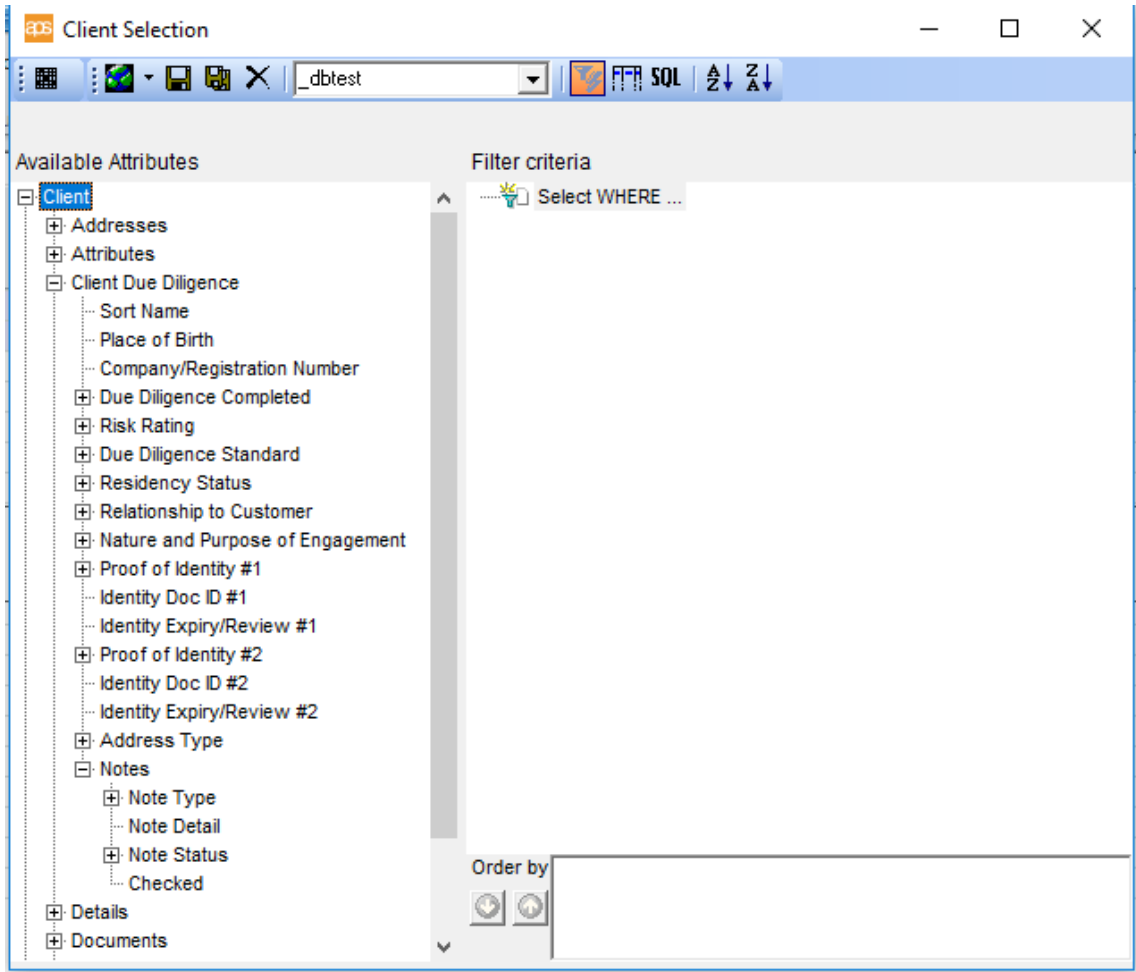 aps Client Selection
_dbtest SQL A Z Z A
Available Attributes
Client
Addresses
Attributes
Client Due Diligence
Sort Name
Place of Birth
Company/Registration Number
Due Diligence Completed
Risk Rating
Due Diligence Standard
Residency Status
Relationship to Customer
Nature and Purpose of Engagement
Proof of Identity #1
Identity Doc ID #1
Identity Expiry/Review #1
Proof of Identity #2
Identity Doc ID #2
Identity Expiry/Review #2
Address Type
Notes
Note Type
Note Detail
Note Status
Checked
Details
Documents
Filter criteria
Select WHERE ...
Order by